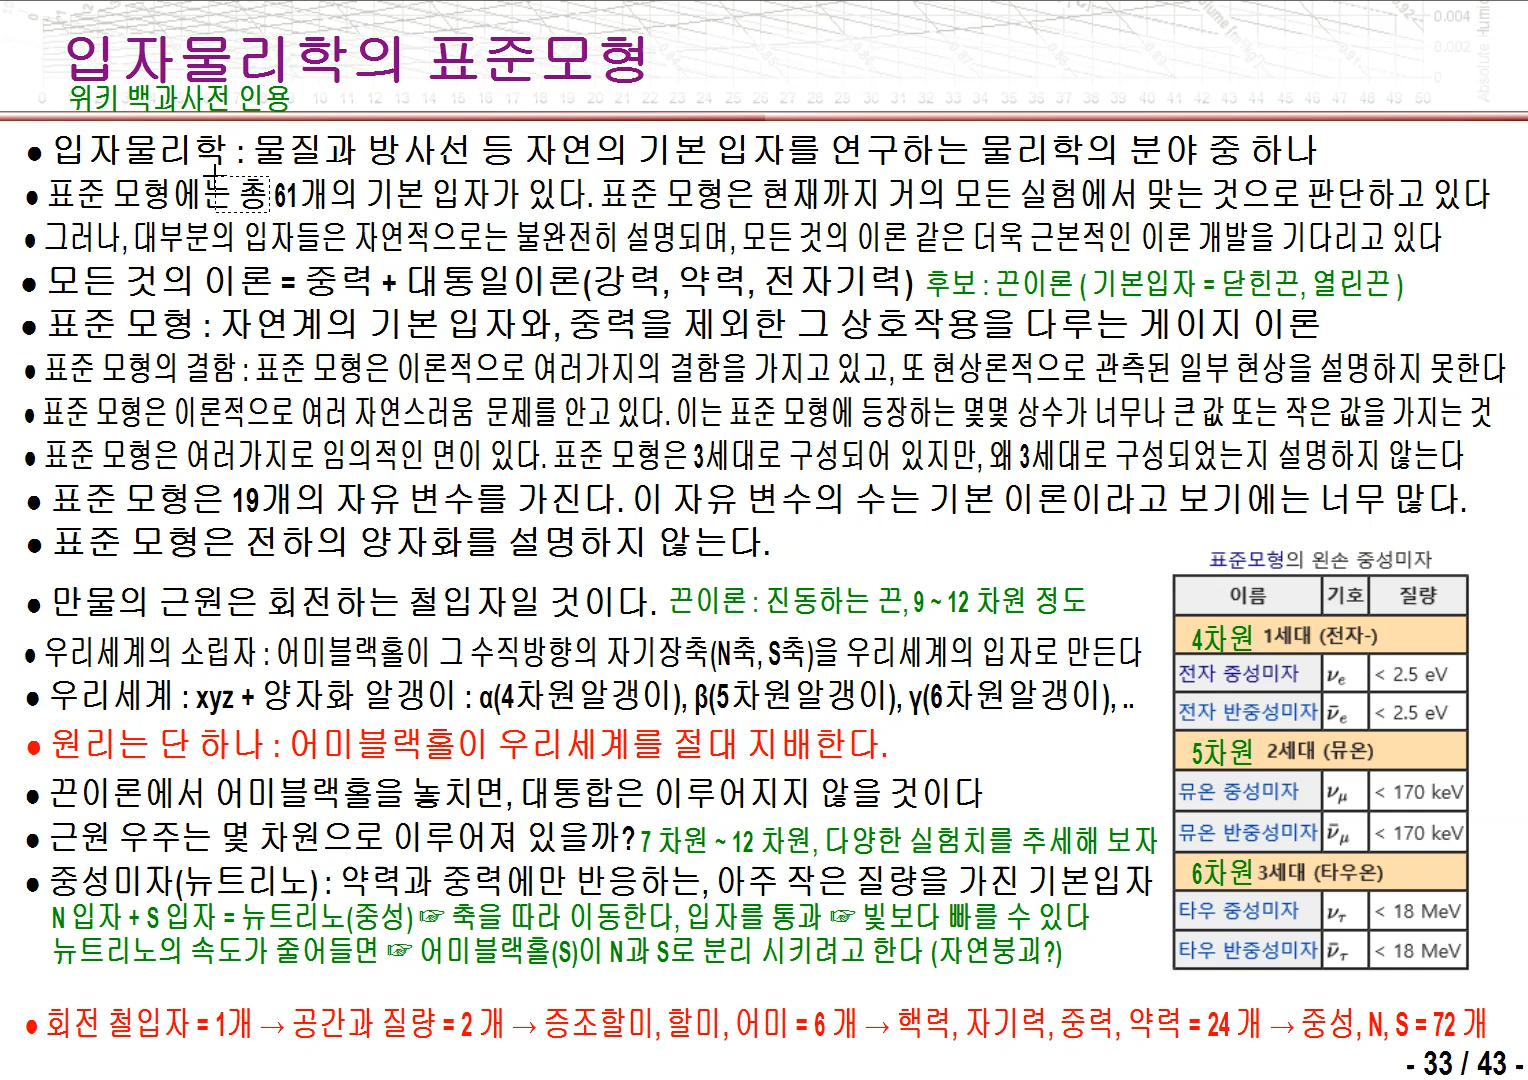 입자물리학의 표준모형
위키 백과사전 인용
● 입자물리학 : 물질과 방사선 등 자연의 기본 입자를 연구하는 물리학의 분야 중 하나
● 표준 모형에는 총 61개의 기본 입자가 있다. 표준 모형은 현재까지 거의 모든 실험에서 맞는 것으로 판단하고 있다
● 그러나, 대부분의 입자들은 자연적으로는 불완전히 설명되며, 모든 것의 이론 같은 더욱 근본적인 이론 개발을 기다리고 있다
● 모든 것의 이론 = 중력 + 대통일이론(강력, 약력, 전자기력) 후보 : 끈이론 ( 기본입자 = 닫힌끈, 열린끈 )
● 표준 모형 : 자연계의 기본 입자와, 중력을 제외한 그 상호작용을 다루는 게이지 이론
● 표준 모형의 결함 : 표준 모형은 이론적으로 여러가지의 결함을 가지고 있고, 또 현상론적으로 관측된 일부 현상을 설명하지 못한다
● 표준 모형은 이론적으로 여러 자연스러움 문제를 안고 있다. 이는 표준 모형에 등장하는 몇몇 상수가 너무나 큰 값 또는 작은 값을 가지는 것
● 표준 모형은 여러가지로 임의적인 면이 있다. 표준 모형은 3세대로 구성되어 있지만, 왜 3세대로 구성되었는지 설명하지 않는다
● 표준 모형은 19개의 자유 변수를 가진다. 이 자유 변수의 수는 기본 이론이라고 보기에는 너무 많다.
● 표준 모형은 전하의 양자화를 설명하지 않는다.
● 만물의 근원은 회전하는 철입자일 것이다. 끈이론 : 진동하는 끈, 9 ~ 12 차원 정도
● 우리세계의 소립자 : 어미블랙홀이 그 수직방향의 자기장축(N축, S축)을 우리세계의 입자로 만든다
● 우리세계 : xyz + 양자화 알갱이 : α(4차원알갱이), β(5차원알갱이), γ(6차원알갱이), ..
● 원리는 단 하나 : 어미블랙홀이 우리세계를 절대 지배한다.
● 끈이론에서 어미블랙홀을 놓치면, 대통합은 이루어지지 않을 것이다
● 근원 우주는 몇 차원으로 이루어져 있을까? 7 차원 ~ 12 차원, 다양한 실험치를 추세해 보자
● 중성미자(뉴트리노) : 약력과 중력에만 반응하는, 아주 작은 질량을 가진 기본입자
N 입자 + S 입자 = 뉴트리노(중성) ☞ 축을 따라 이동한다, 입자를 통과 ☞ 빛보다 빠를 수 있다
뉴트리노의 속도가 줄어들면 ☞ 어미블랙홀(S)이 N과 S로 분리 시키려고 한다 (자연붕괴?)
표준모형의 왼손 중성미자
이름 기호 질량
4차원 1세대 (전자-)
전자 중성미자 νₑ < 2.5 eV
전자 반중성미자 ν̄ₑ < 2.5 eV
5차원 2세대 (뮤온)
뮤온 중성미자 νμ < 170 keV
뮤온 반중성미자 ν̄μ < 170 keV
6차원 3세대 (타우온)
타우 중성미자 ντ < 18 MeV
타우 반중성미자 ν̄τ < 18 MeV
● 회전 철입자 = 1개 → 공간과 질량 = 2 개 → 증조할미, 할미, 어미 = 6 개 → 핵력, 자기력, 중력, 약력 = 24 개 → 중성, N, S = 72 개
- 33 / 43 -